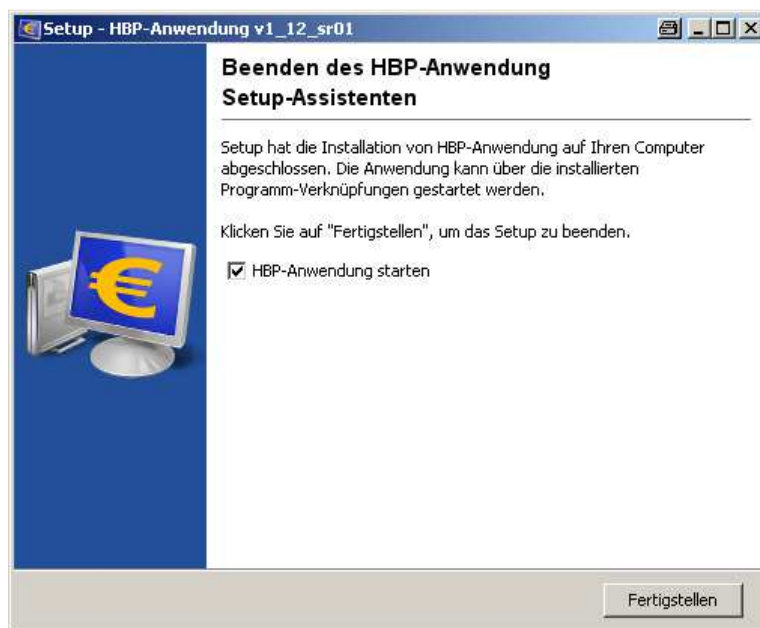 Setup - HBP-Anwendung v1_12_sr01
Beenden des HBP-Anwendung
Setup-Assistenten
Setup hat die Installation von HBP-Anwendung auf Ihren Computer
abgeschlossen. Die Anwendung kann über die installierten
Programm-Verknüpfungen gestartet werden.
Klicken Sie auf "Fertigstellen", um das Setup zu beenden.
HBP-Anwendung starten
€
Fertigstellen